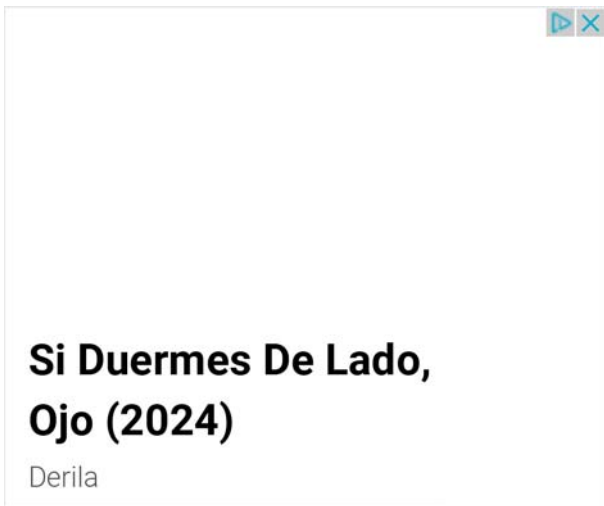 Si Duermes De Lado,
Ojo (2024)
Derila